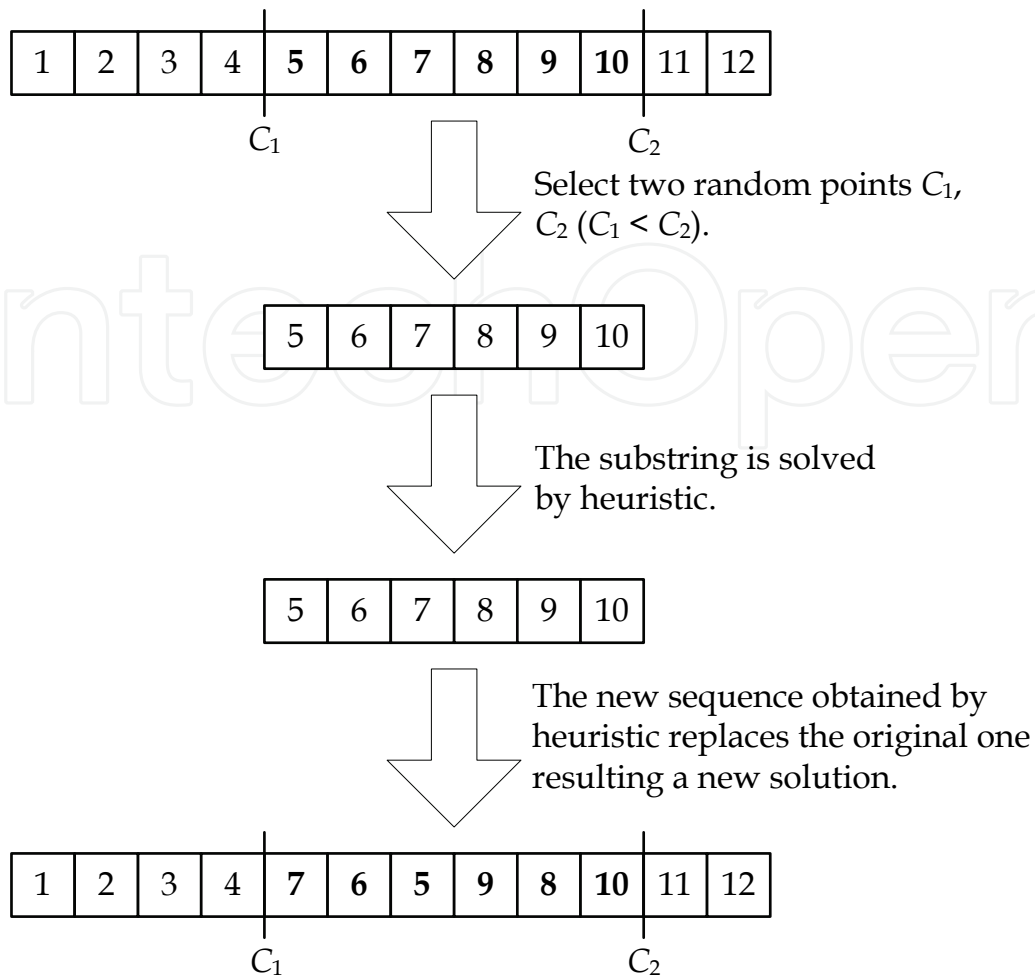 1 2 3 4 5 6 7 8 9 10 11 12
C₁ C₂
Select two random points C₁,
C₂ (C₁ < C₂).
ntechOpen
5 6 7 8 9 10
The substring is solved
by heuristic.
5 6 7 8 9 10
The new sequence obtained by
heuristic replaces the original one
resulting a new solution.
1 2 3 4 7 6 5 9 8 10 11 12
C₁ C₂